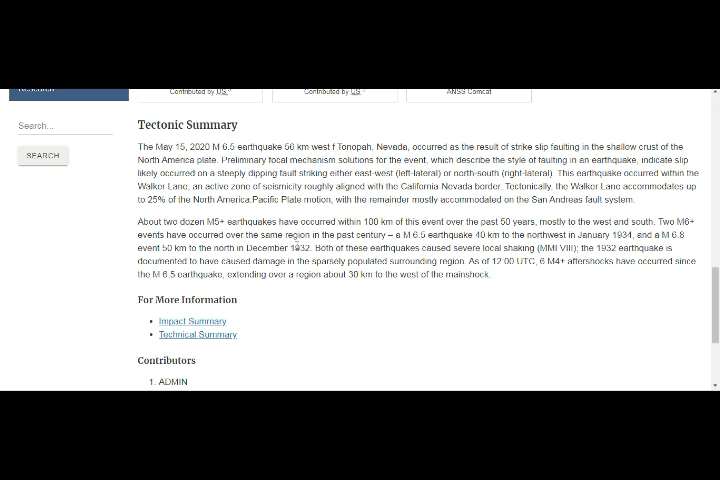 Research
Contributed by US
Contributed by US
ANSS Comcat
Search...
SEARCH
Tectonic Summary
The May 15, 2020 M 6.5 earthquake 56 km west f Tonopah, Nevada, occurred as the result of strike slip faulting in the shallow crust of the
North America plate. Preliminary focal mechanism solutions for the event, which describe the style of faulting in an earthquake, indicate slip
likely occurred on a steeply dipping fault striking either east-west (left-lateral) or north-south (right-lateral). This earthquake occurred within the
Walker Lane, an active zone of seismicity roughly aligned with the California-Nevada border. Tectonically, the Walker Lane accommodates up
to 25% of the North America:Pacific Plate motion, with the remainder mostly accommodated on the San Andreas fault system.
About two dozen M5+ earthquakes have occurred within 100 km of this event over the past 50 years, mostly to the west and south. Two M6+
events have occurred over the same region in the past century – a M 6.5 earthquake 40 km to the northwest in January 1934, and a M 6.8
event 50 km to the north in December 1932. Both of these earthquakes caused severe local shaking (MMI VIII); the 1932 earthquake is
documented to have caused damage in the sparsely populated surrounding region. As of 12:00 UTC, 6 M4+ aftershocks have occurred since
the M 6.5 earthquake, extending over a region about 30 km to the west of the mainshock.
For More Information
• Impact Summary
• Technical Summary
Contributors
1. ADMIN